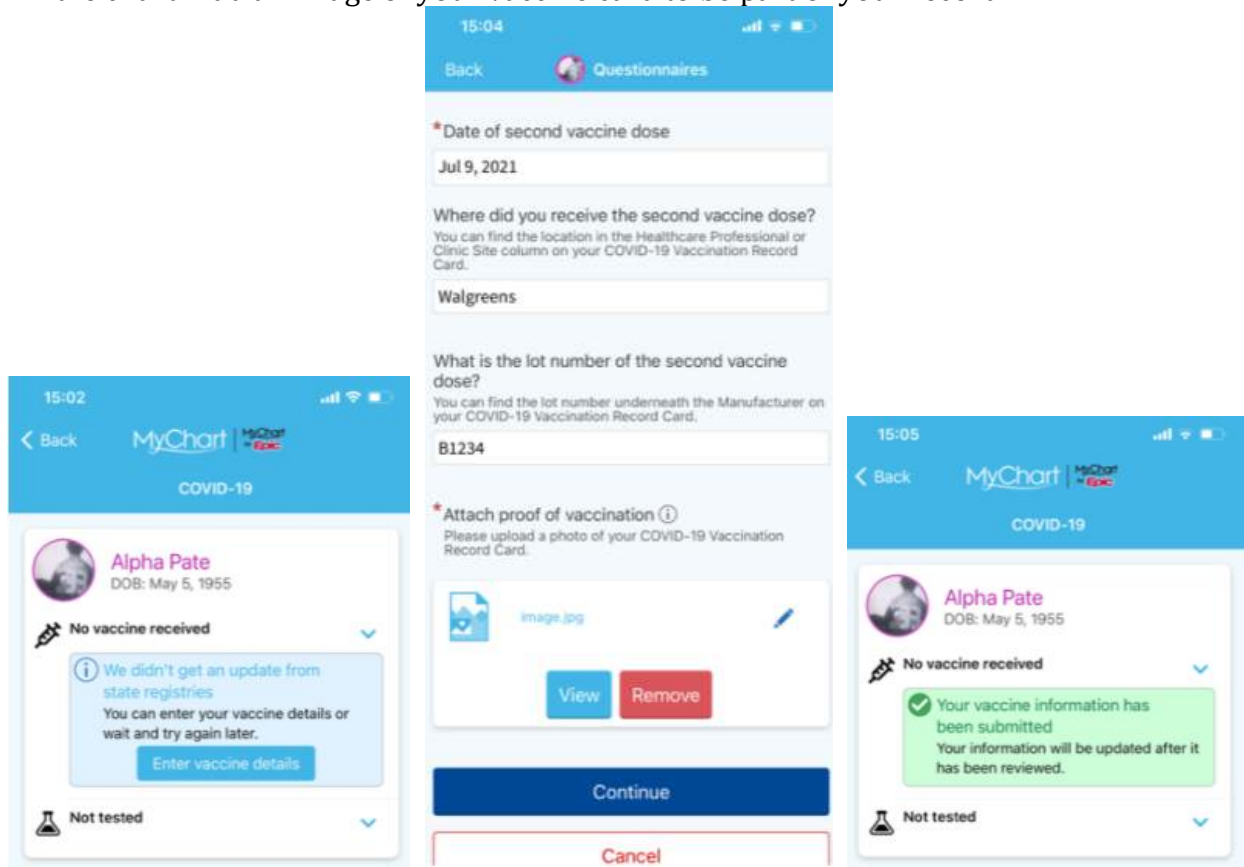 15:02
Back
MyChart | MyChart by Epic
COVID-19
Alpha Pate
DOB: May 5, 1955
No vaccine received
We didn't get an update from
state registries
You can enter your vaccine details or
wait and try again later.
Enter vaccine details
Not tested
15:04
Back
Questionnaires
*Date of second vaccine dose
Jul 9, 2021
Where did you receive the second vaccine dose?
You can find the location in the Healthcare Professional or
Clinic Site column on your COVID-19 Vaccination Record
Card.
Walgreens
What is the lot number of the second vaccine
dose?
You can find the lot number underneath the Manufacturer on
your COVID-19 Vaccination Record Card.
B1234
*Attach proof of vaccination
Please upload a photo of your COVID-19 Vaccination
Record Card.
image.jpg
View
Remove
Continue
Cancel
15:05
Back
MyChart | MyChart by Epic
COVID-19
Alpha Pate
DOB: May 5, 1955
No vaccine received
Your vaccine information has
been submitted
Your information will be updated after it
has been reviewed.
Not tested